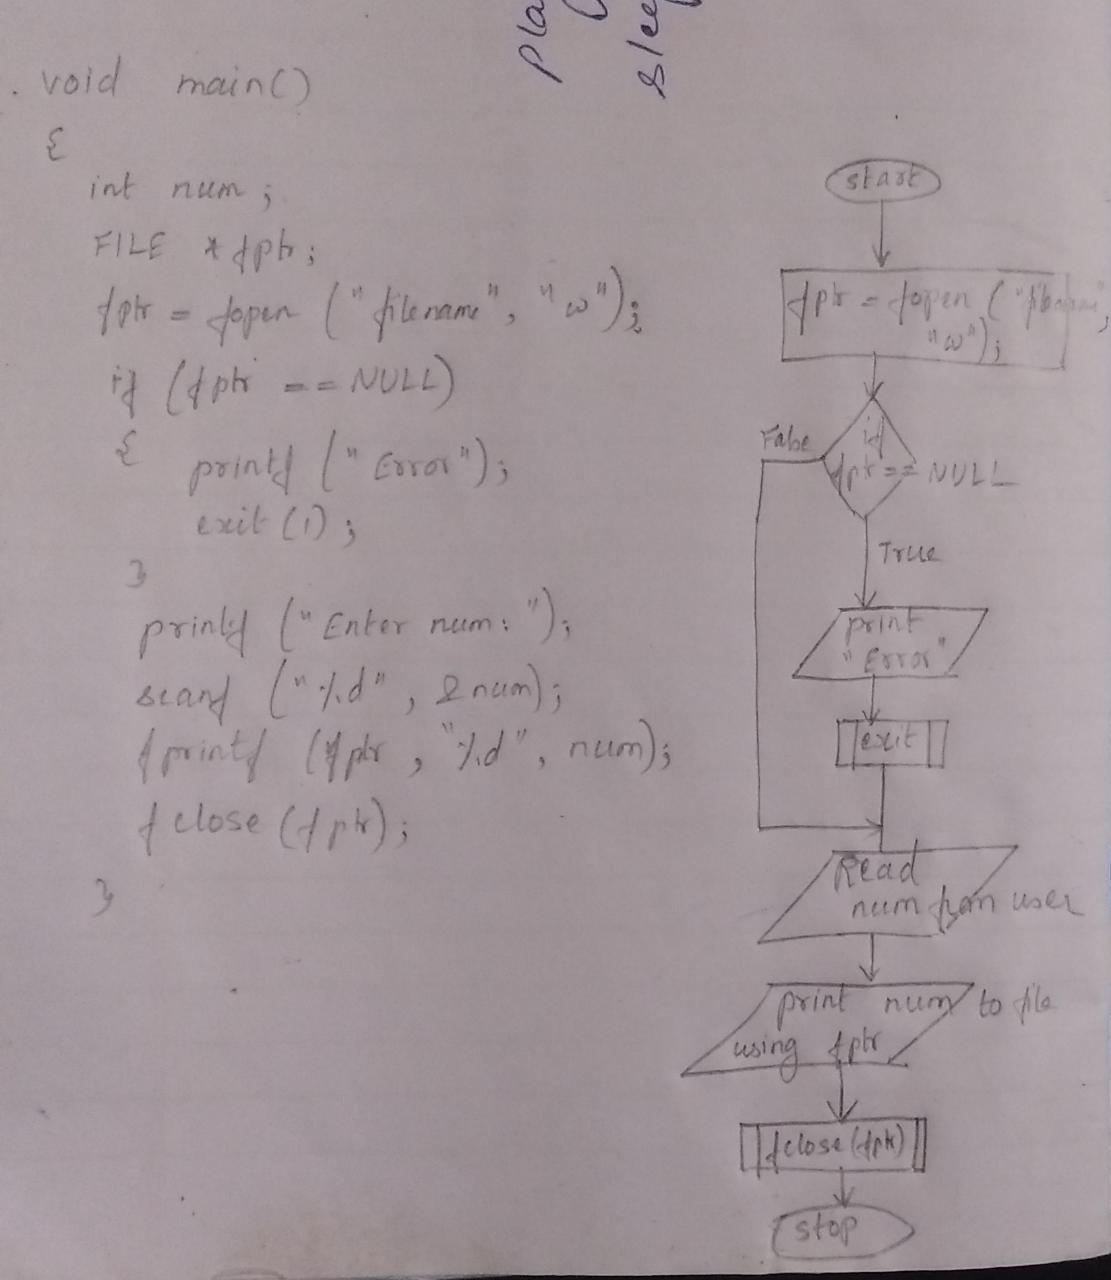 Pla
slee
. void main()
{
int num;
FILE * fptr;
fptr = fopen ("filename", "w");
if (fptr == NULL)
{
printf ("Error");
exit (1);
}
printf ("Enter num: ");
scanf ("%d", &num);
fprintf (fptr, "%d", num);
fclose (fptr);
}
start
fptr = fopen ("filename",
"w");
if
fptr == NULL
False
True
print
"Error"
exit
Read
num from user
print num to file
using fptr
fclose (fptr)
stop